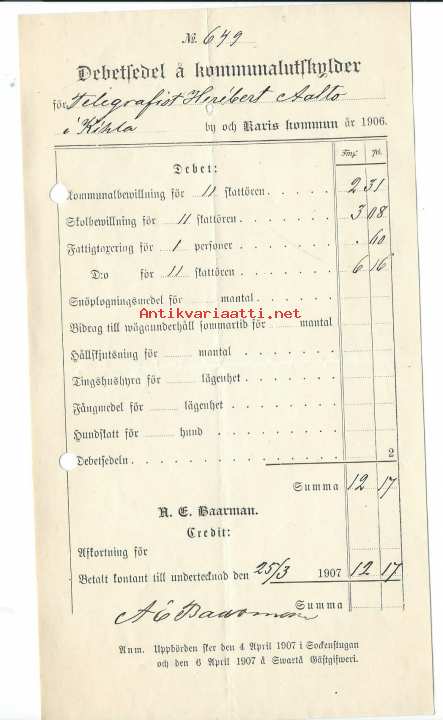 № 649
Debetsedel å kommunalutskylder
för Telegrafist Heribert Aalto
i Kihla by och Karis kommun år 1906.
Fmf. p:i.
Debet:
Kommunalbewillning för 11 skattören . . . . . 2 31
Skolbewillning för 11 skattören . . . . . 3 08
Fattigtaxering för 1 personer . . . . . . 60
D:o för 11 skattören . . . . . 6 16
Snöplogningsmedel för mantal . . . . . .
Antikvariaatti.net
Bidrag till wägaunderhåll sommartid för mantal
Hållskjutsning för mantal . . . . . . .
Tingshushyra för lägenhet . . . . . .
Fångmedel för lägenhet . . . . . . .
Hundskatt för hund . . . . . . . .
Debetsedeln . . . . . . . . . . 2
Summa 12 17
A. E. Baarman.
Credit:
Afkortning för
Betalt kontant till undertecknad den 25/3 1907 12 17
A E Baarman
Summa
Anm. Uppbörden sker den 4 April 1907 i Sockenstugan
och den 6 April 1907 å Swartå Gästgifweri.